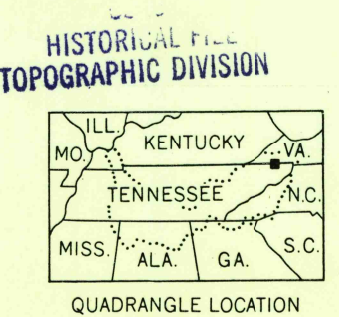 HISTORICAL FILE
TOPOGRAPHIC DIVISION
ILL.
KENTUCKY
MO.
VA.
TENNESSEE
N.C.
MISS.
ALA.
GA.
S.C.
QUADRANGLE LOCATION